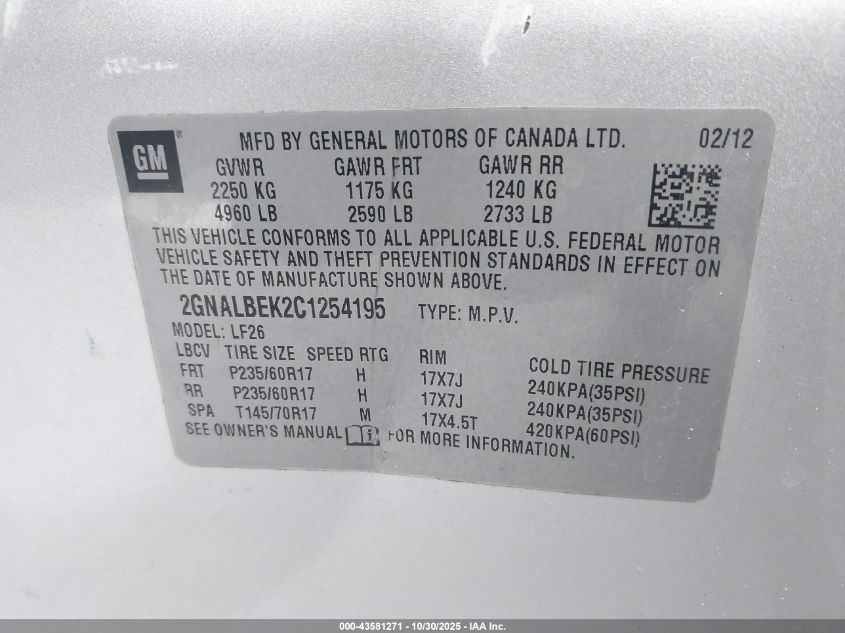 GM ®
MFD BY GENERAL MOTORS OF CANADA LTD. 02/12
GVWR GAWR FRT GAWR RR
2250 KG 1175 KG 1240 KG
4960 LB 2590 LB 2733 LB
THIS VEHICLE CONFORMS TO ALL APPLICABLE U.S. FEDERAL MOTOR
VEHICLE SAFETY AND THEFT PREVENTION STANDARDS IN EFFECT ON
THE DATE OF MANUFACTURE SHOWN ABOVE.
2GNALBEK2C1254195 TYPE: M.P.V.
MODEL: LF26
LBCV TIRE SIZE SPEED RTG RIM COLD TIRE PRESSURE
FRT P235/60R17 H 17X7J 240KPA(35PSI)
RR P235/60R17 H 17X7J 240KPA(35PSI)
SPA T145/70R17 M 17X4.5T 420KPA(60PSI)
SEE OWNER'S MANUAL i FOR MORE INFORMATION.
000-43581271 - 10/30/2025 - IAA Inc.